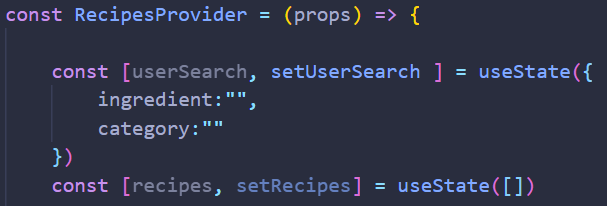 const RecipesProvider = (props) => {
const [userSearch, setUserSearch ] = useState({
ingredient:"",
category:""
})
const [recipes, setRecipes] = useState([])